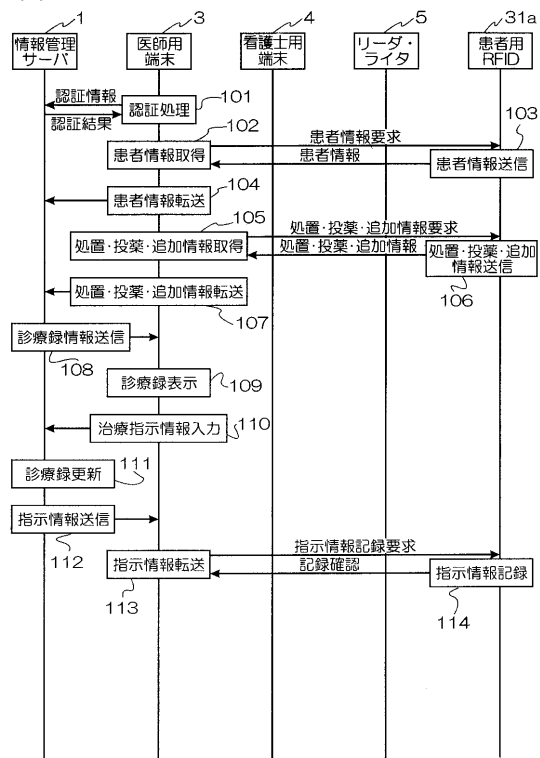 1
3
4
5
31a
情報管理
サーバ
医師用
端末
看護士用
端末
リーダ・
ライタ
患者用
RFID
認証情報
認証処理
101
認証結果
102
103
患者情報要求
患者情報取得
患者情報
患者情報送信
104
患者情報転送
105
処置・投薬・追加情報要求
処置・投薬・追加情報取得
処置・投薬・追加情報
処置・投薬・追加
情報送信
106
処置・投薬・追加情報転送
107
診療録情報送信
108
診療録表示
109
治療指示情報入力
110
診療録更新
111
指示情報送信
112
指示情報記録要求
指示情報転送
記録確認
指示情報記録
113
114